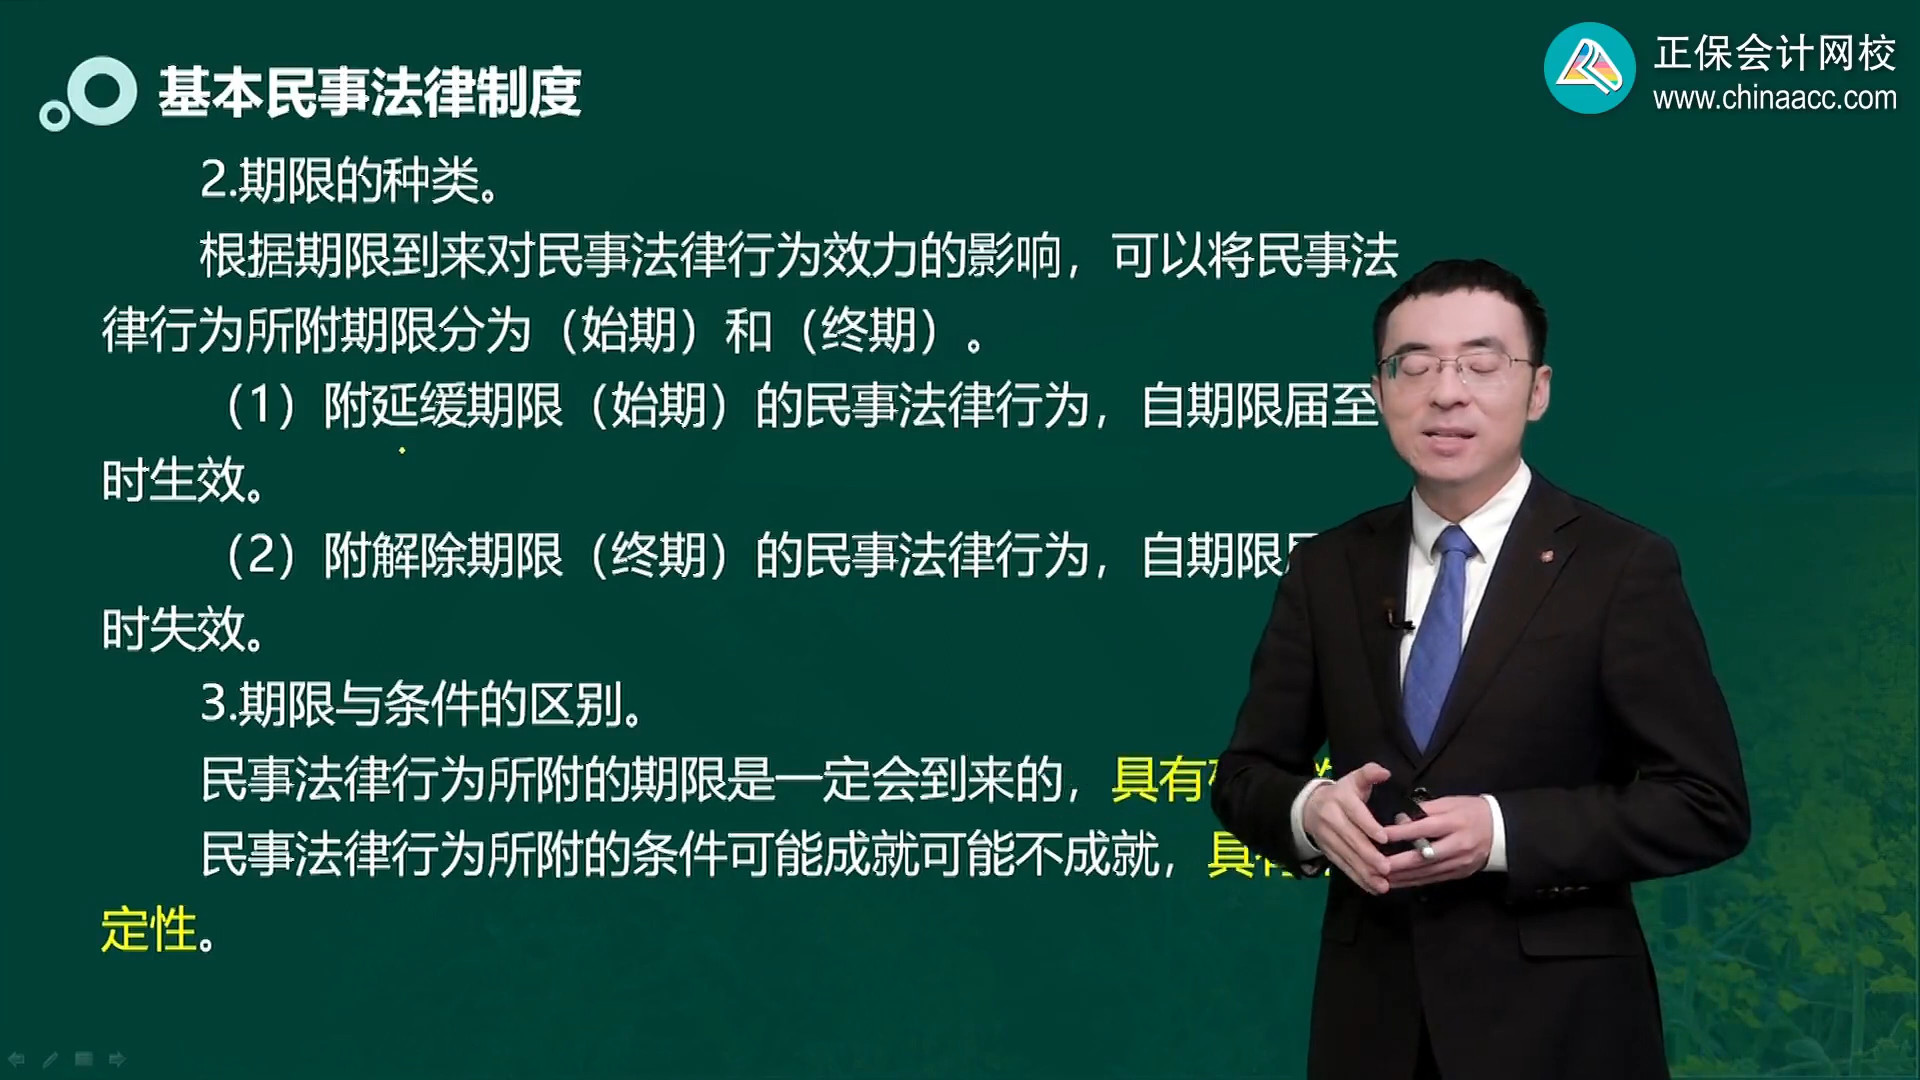 正保会计网校
www.chinaacc.com
基本民事法律制度
2.期限的种类。
根据期限到来对民事法律行为效力的影响，可以将民事法
律行为所附期限分为（始期）和（终期）。
（1）附延缓期限（始期）的民事法律行为，自期限届至
时生效。
（2）附解除期限（终期）的民事法律行为，自期限
时失效。
3.期限与条件的区别。
民事法律行为所附的期限是一定会到来的，具有
民事法律行为所附的条件可能成就可能不成就，具有
定性。